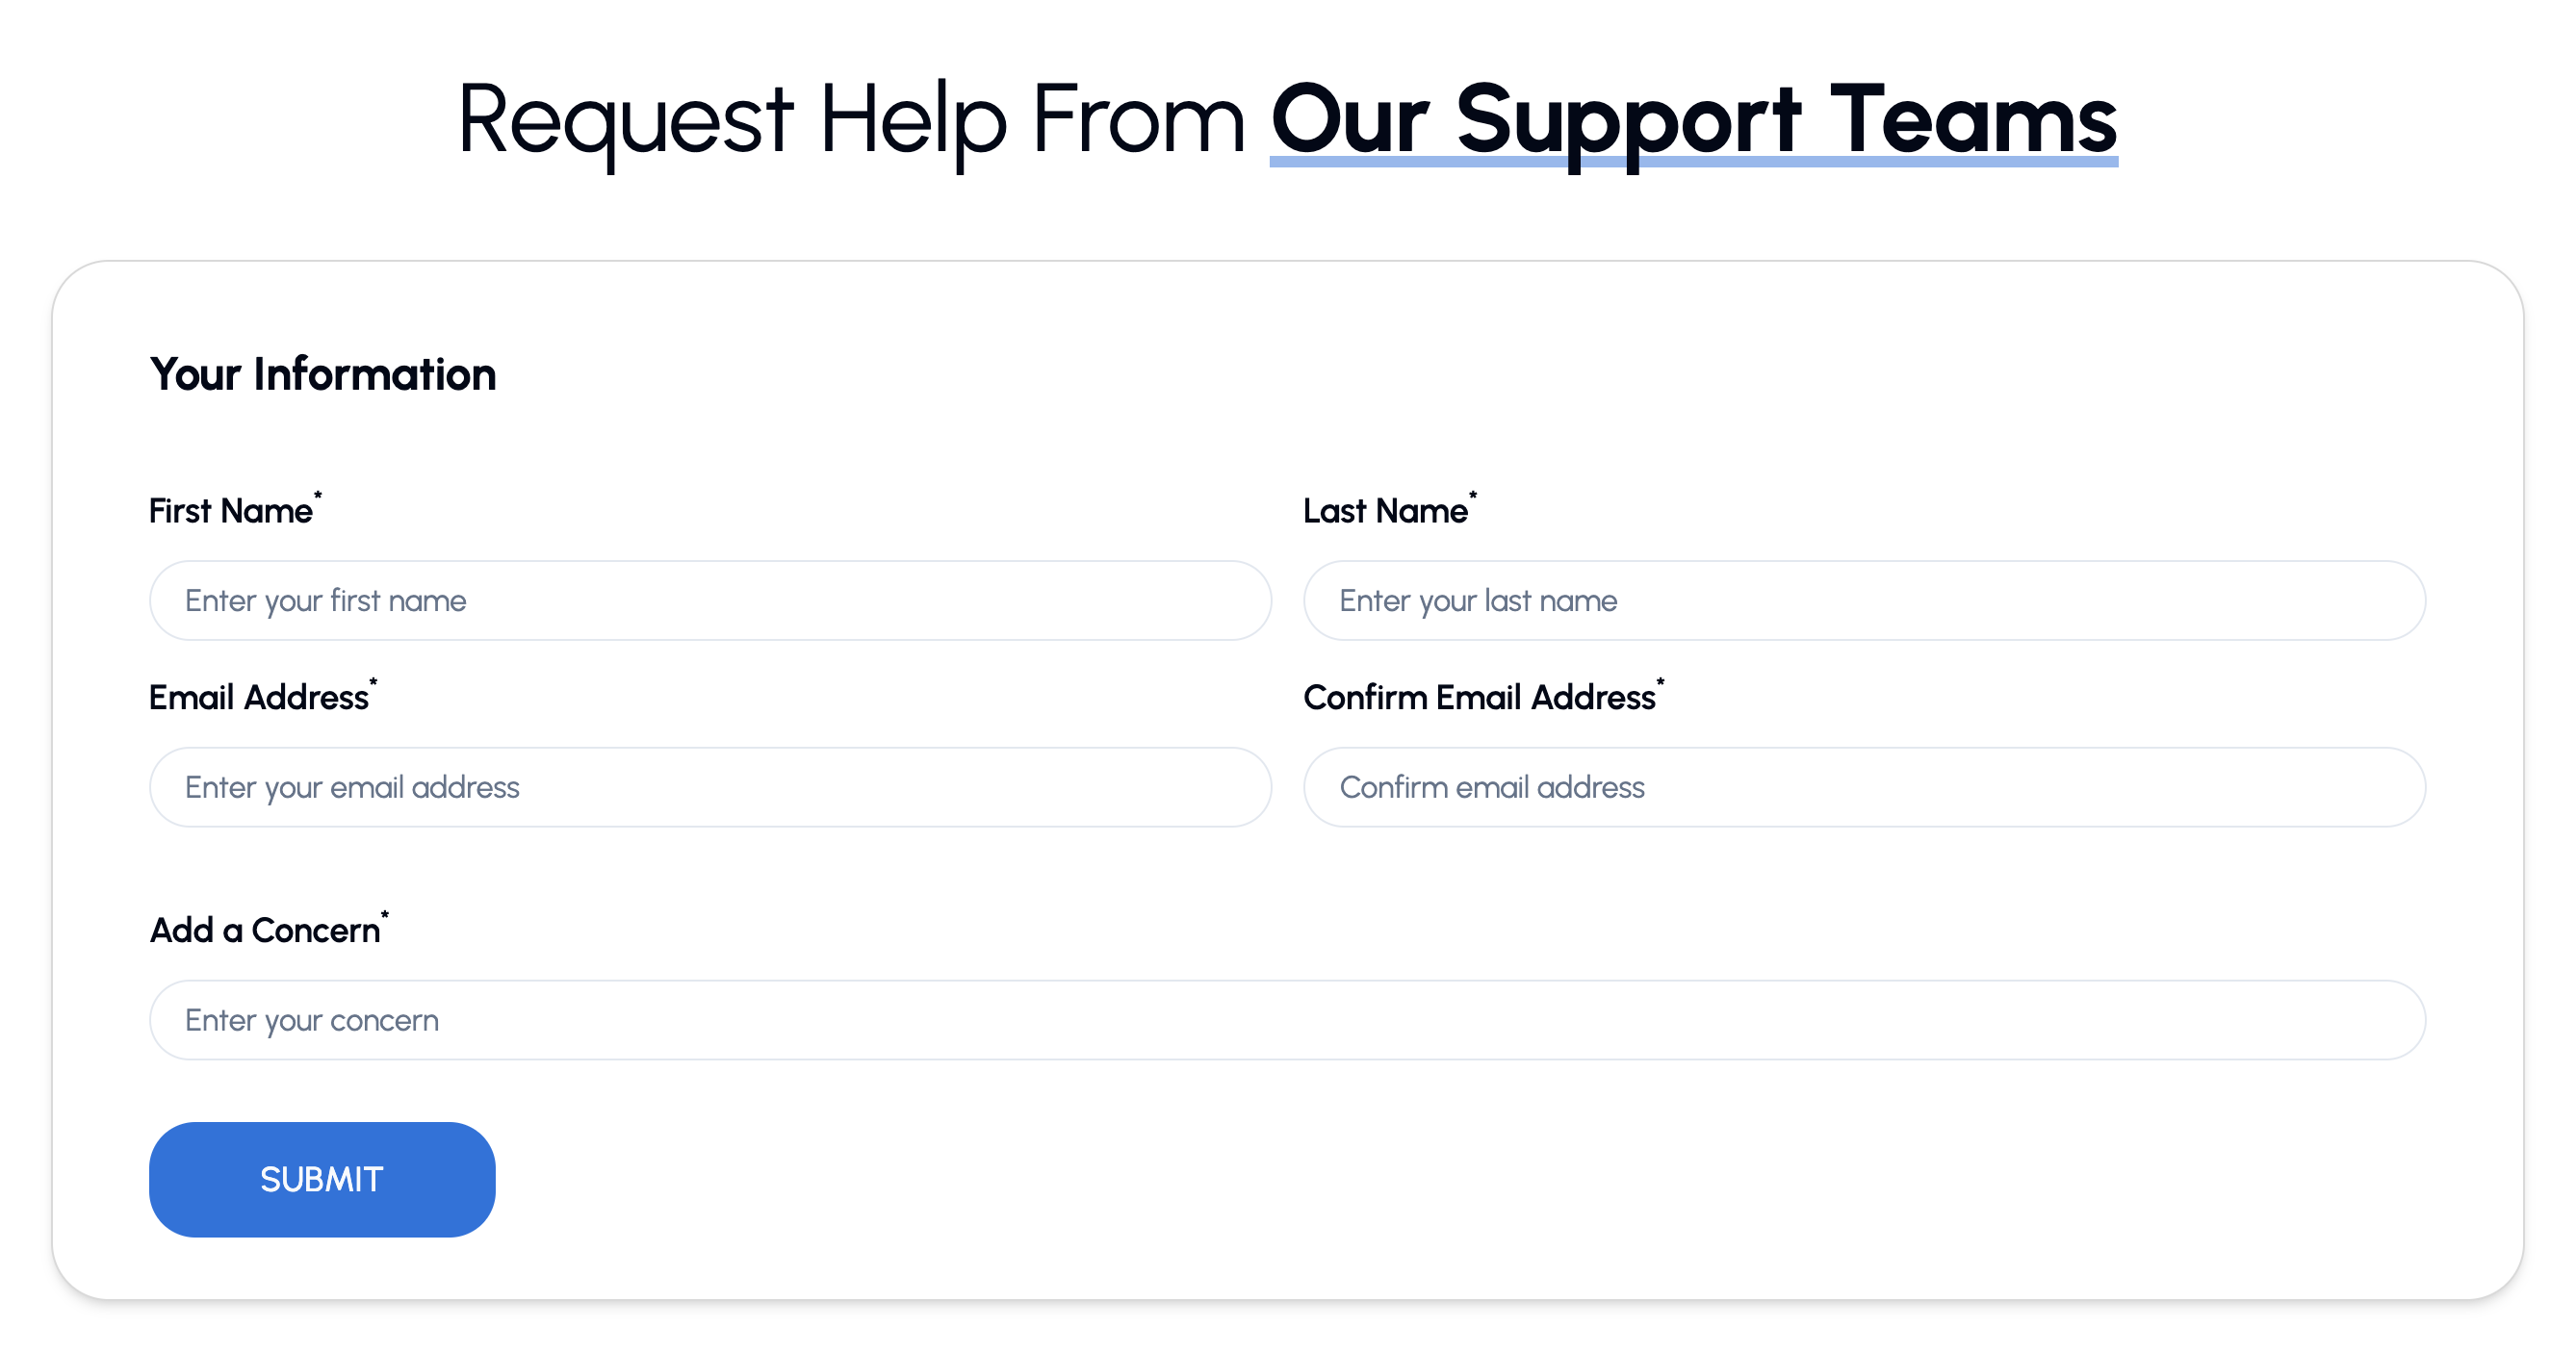 Request Help From Our Support Teams
Your Information
First Name*
Last Name*
Enter your first name
Enter your last name
Email Address*
Confirm Email Address*
Enter your email address
Confirm email address
Add a Concern*
Enter your concern
SUBMIT